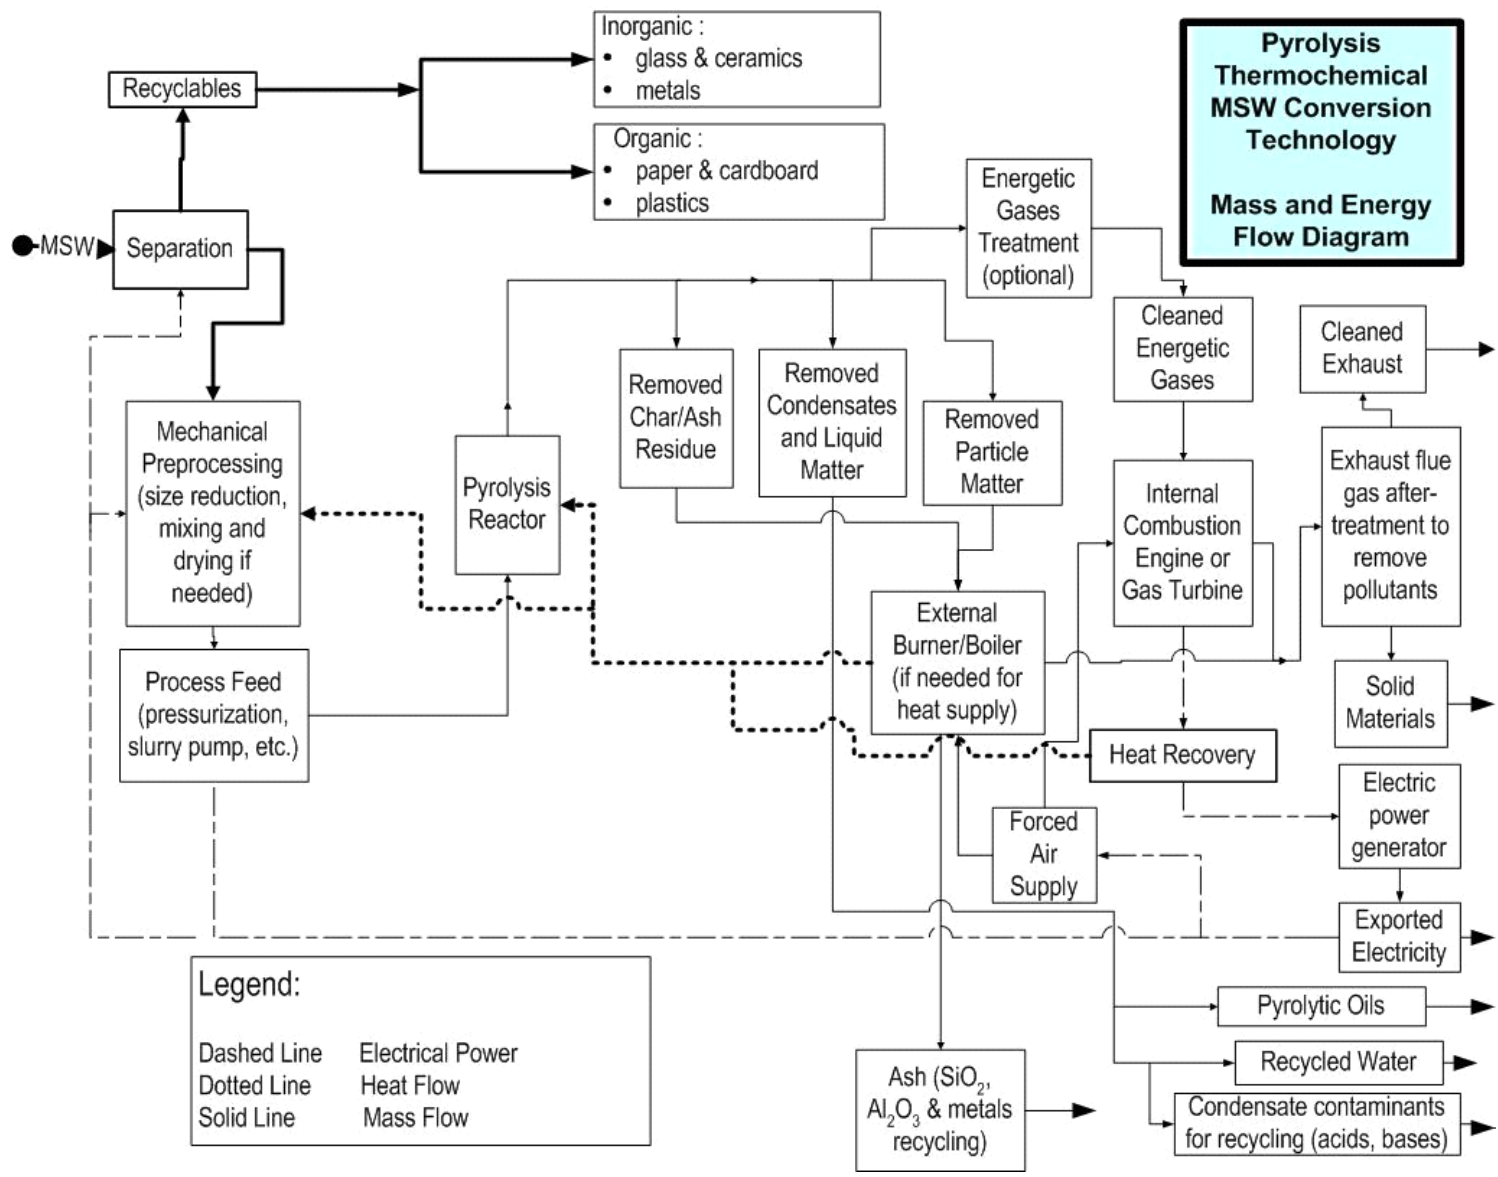 Pyrolysis
Thermochemical
MSW Conversion
Technology
Mass and Energy
Flow Diagram
Inorganic :
• glass & ceramics
• metals
Recyclables
Organic :
• paper & cardboard
• plastics
MSW
Separation
Energetic
Gases
Treatment
(optional)
Cleaned
Energetic
Gases
Cleaned
Exhaust
Mechanical
Preprocessing
(size reduction,
mixing and
drying if
needed)
Pyrolysis
Reactor
Removed
Char/Ash
Residue
Removed
Condensates
and Liquid
Matter
Removed
Particle
Matter
Internal
Combustion
Engine or
Gas Turbine
Exhaust flue
gas after-
treatment to
remove
pollutants
Process Feed
(pressurization,
slurry pump, etc.)
External
Burner/Boiler
(if needed for
heat supply)
Solid
Materials
Heat Recovery
Electric
power
generator
Forced
Air
Supply
Exported
Electricity
Pyrolytic Oils
Recycled Water
Condensate contaminants
for recycling (acids, bases)
Ash (SiO₂,
Al₂O₃ & metals
recycling)
Legend:
Dashed Line Electrical Power
Dotted Line Heat Flow
Solid Line Mass Flow